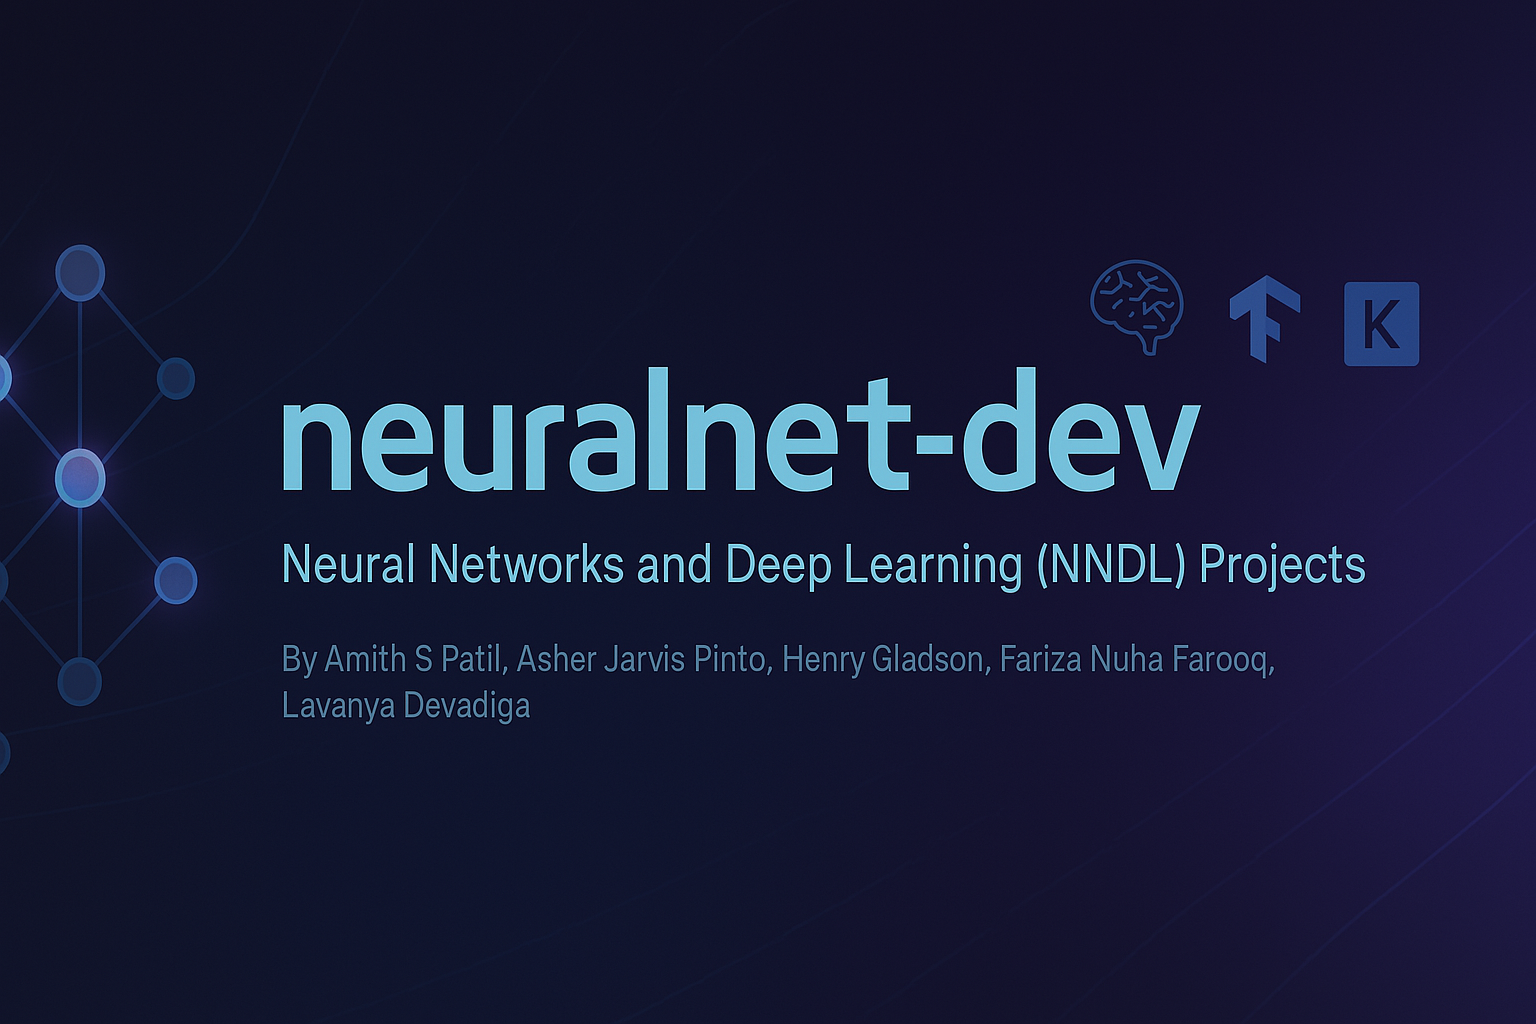 K
neuralnet-dev
Neural Networks and Deep Learning (NNDL) Projects
By Amith S Patil, Asher Jarvis Pinto, Henry Gladson, Fariza Nuha Farooq,
Lavanya Devadiga